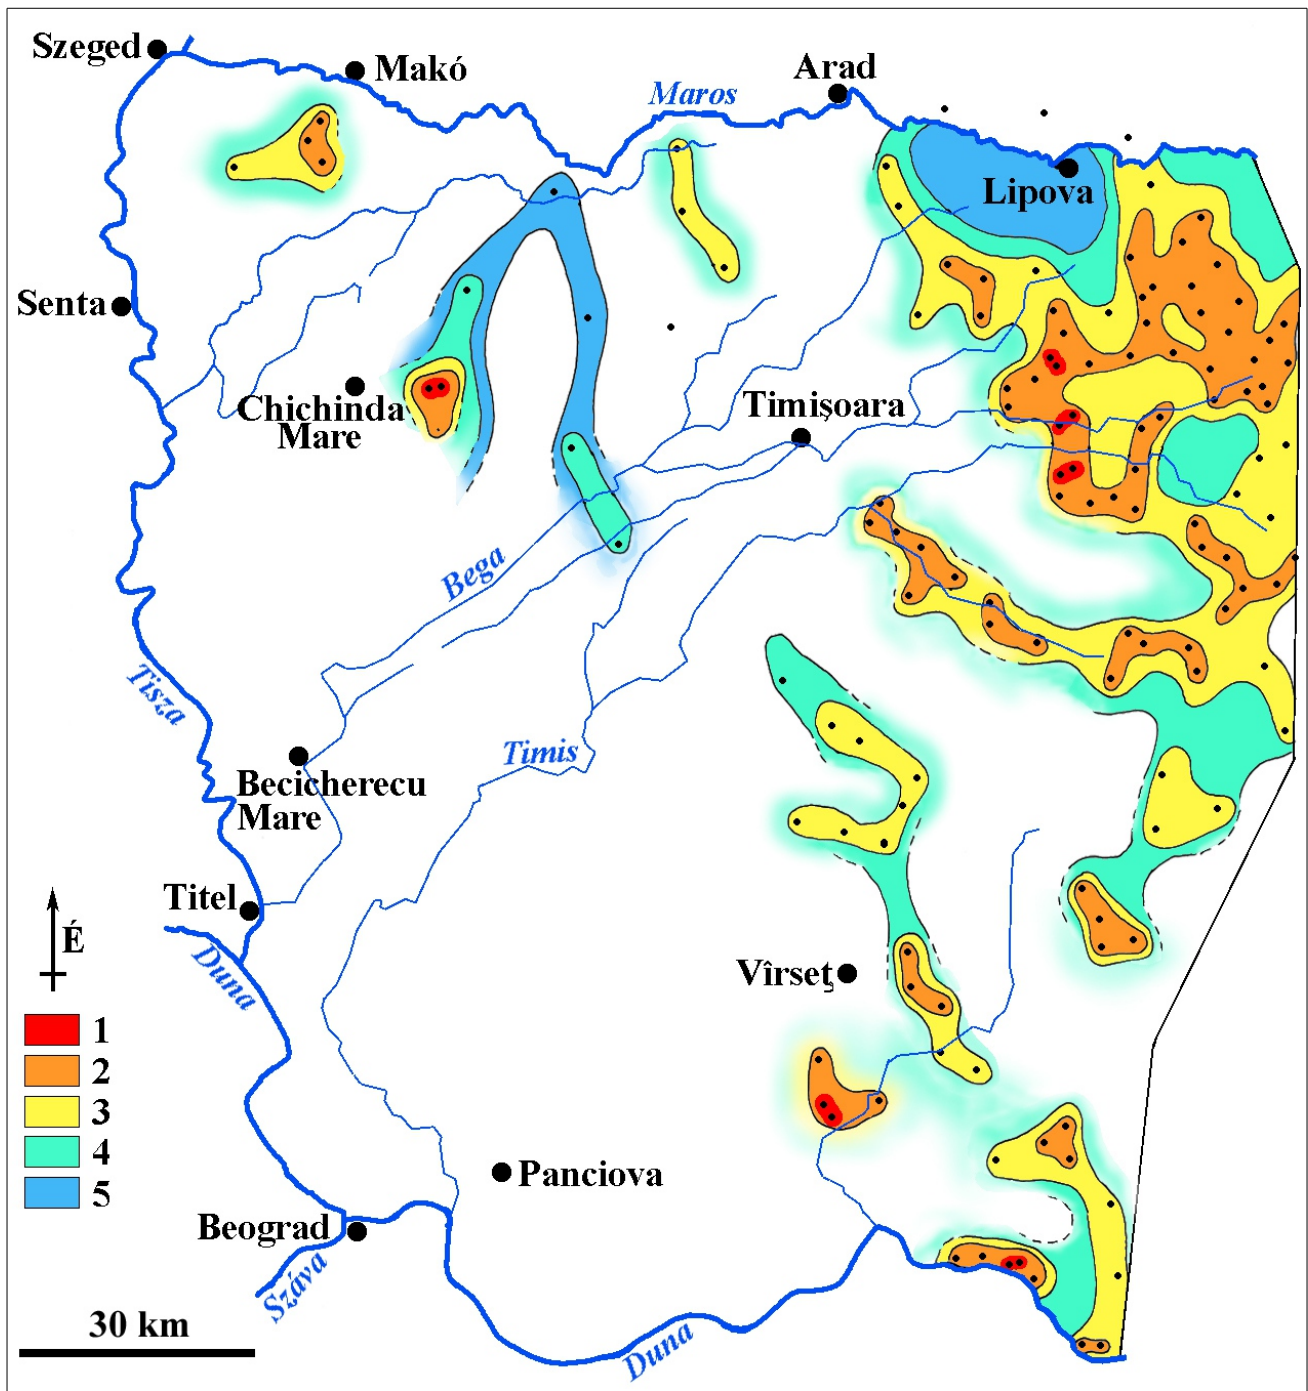 Szeged
Makó
Arad
Maros
Lipova
Senta
Chichinda
Mare
Timişoara
Bega
Tisza
Timis
Becicherecu
Mare
Titel
Duna
É
Vîrseţ
1
2
3
4
5
Panciova
Beograd
Száva
Duna
30 km